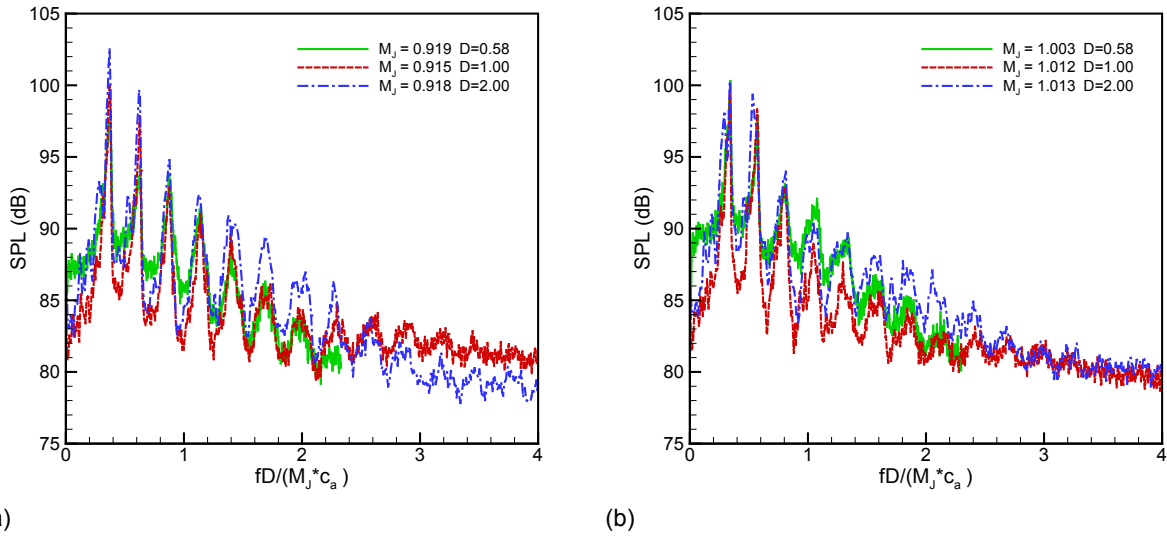 M_J = 0.919 D=0.58
M_J = 0.915 D=1.00
M_J = 0.918 D=2.00
SPL (dB)
105
100
95
90
85
80
75
0 1 2 3 4
fD/(M_J*c_a )
)
M_J = 1.003 D=0.58
M_J = 1.012 D=1.00
M_J = 1.013 D=2.00
SPL (dB)
105
100
95
90
85
80
75
0 1 2 3 4
fD/(M_J*c_a )
(b)